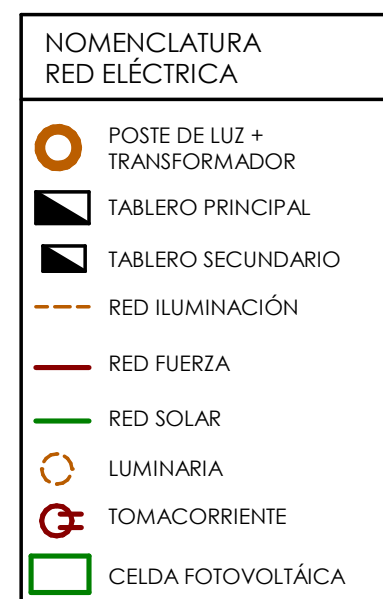 NOMENCLATURA
RED ELÉCTRICA
POSTE DE LUZ +
TRANSFORMADOR
TABLERO PRINCIPAL
TABLERO SECUNDARIO
RED ILUMINACIÓN
RED FUERZA
RED SOLAR
LUMINARIA
TOMACORRIENTE
CELDA FOTOVOLTÁICA